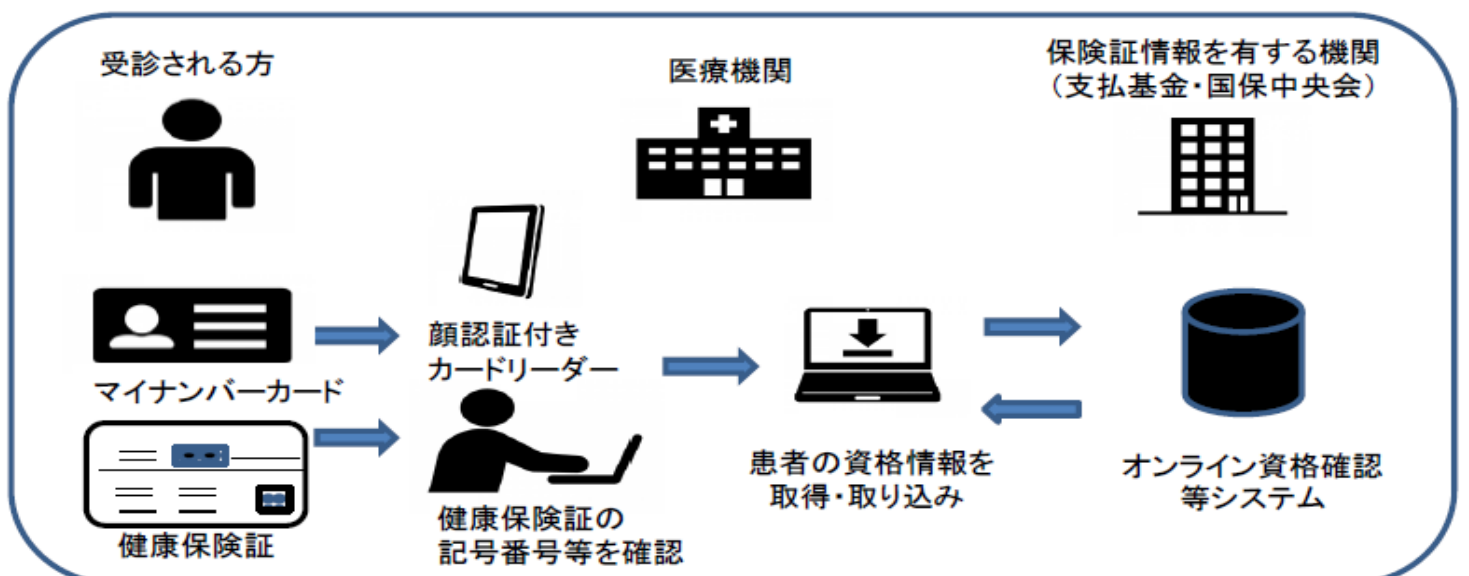 受診される方
医療機関
保険証情報を有する機関
（支払基金・国保中央会）
マイナンバーカード
健康保険証
顔認証付き
カードリーダー
健康保険証の
記号番号等を確認
患者の資格情報を
取得・取り込み
オンライン資格確認
等システム